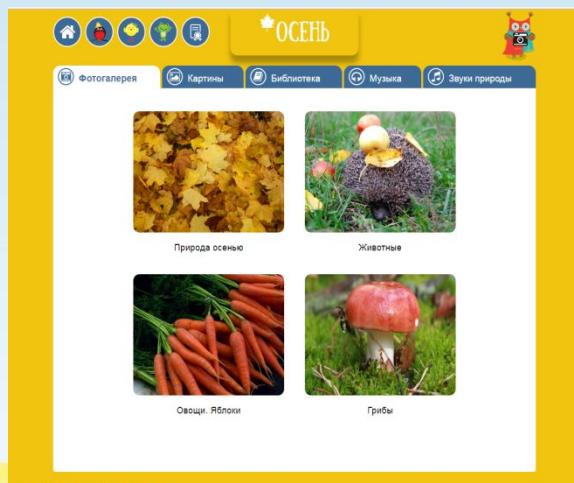 ОСЕНЬ
Фотогалерея
Картины
Библиотека
Музыка
Звуки природы
Природа осенью
Животные
Овощи. Яблоки
Грибы